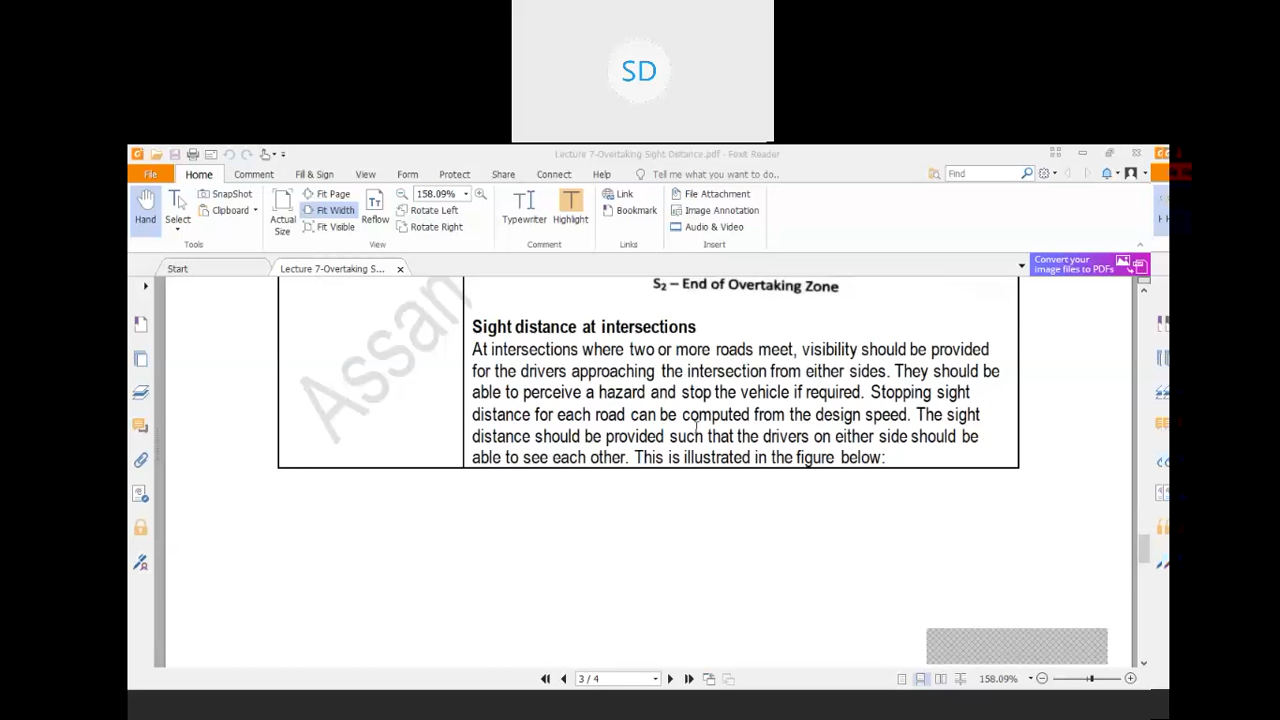 SD
Lecture 7-Overtaking Sight Distance.pdf - Foxit Reader
File Home Comment Fill & Sign View Form Protect Share Connect Help Tell me what you want to do.. Find
Hand
Select
SnapShot
Clipboard
Tools
Actual Size
Fit Page
Fit Width
Fit Visible
Reflow
158.09%
Rotate Left
Rotate Right
View
Typewriter
Highlight
Comment
Link
Bookmark
Links
File Attachment
Image Annotation
Audio & Video
Insert
Start
Lecture 7-Overtaking S...
Convert your
image files to PDFs
S₂ – End of Overtaking Zone
Assam
Sight distance at intersections
At intersections where two or more roads meet, visibility should be provided
for the drivers approaching the intersection from either sides. They should be
able to perceive a hazard and stop the vehicle if required. Stopping sight
distance for each road can be computed from the design speed. The sight
distance should be provided such that the drivers on either side should be
able to see each other. This is illustrated in the figure below:
3 / 4
158.09%